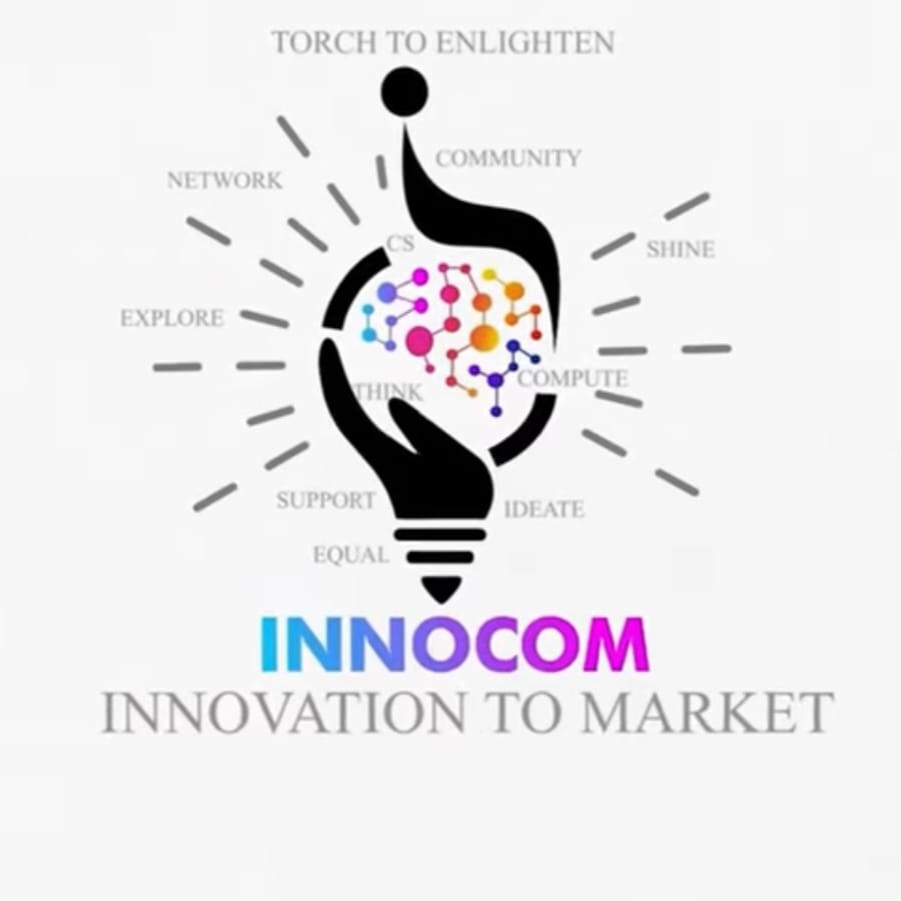 TORCH TO ENLIGHTEN
COMMUNITY
NETWORK
CS
SHINE
EXPLORE
COMPUTE
THINK
SUPPORT
IDEATE
EQUAL
INNOCOM
INNOVATION TO MARKET